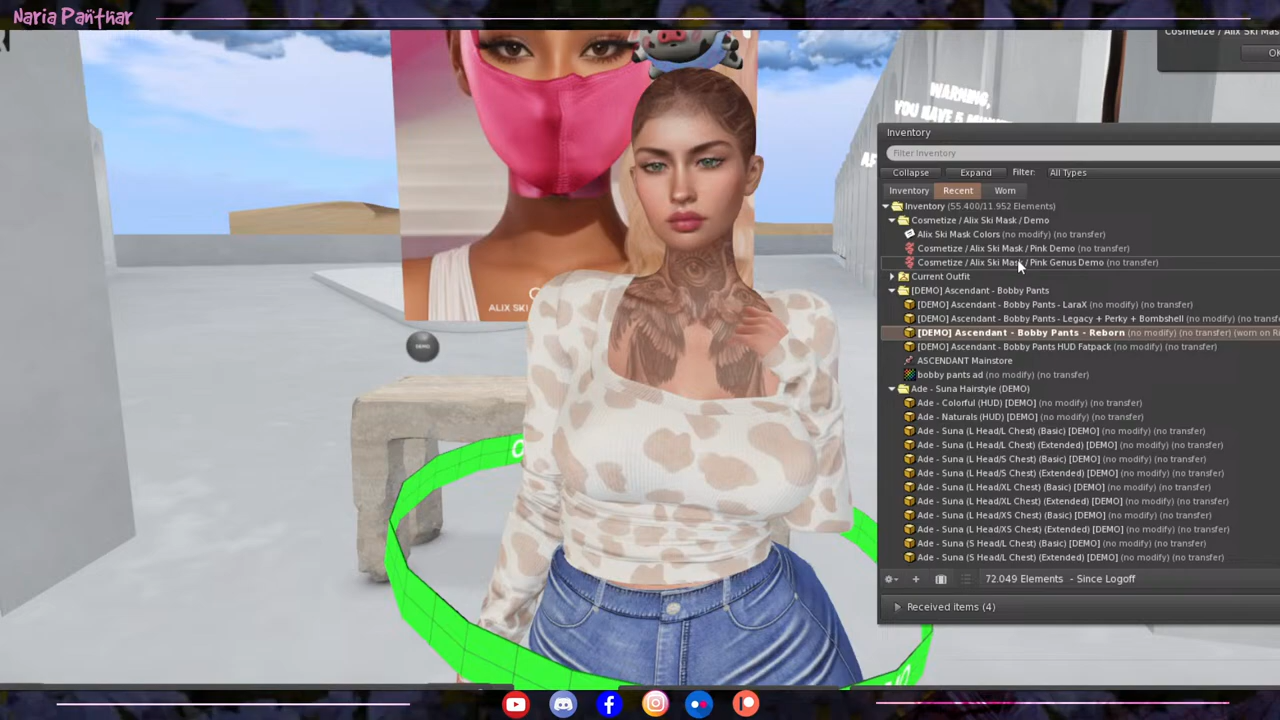 Naria Panthar
Cosmetize / Alix Ski Mas
WARNING,
ALIX SKI
DEMO
Inventory
Filter Inventory
Collapse Expand Filter: All Types
Inventory Recent Worn
Inventory (55.400/11.952 Elements)
Cosmetize / Alix Ski Mask / Demo
Alix Ski Mask Colors (no modify) (no transfer)
Cosmetize / Alix Ski Mask / Pink Demo (no transfer)
Cosmetize / Alix Ski Mask / Pink Genus Demo (no transfer)
Current Outfit
[DEMO] Ascendant - Bobby Pants
[DEMO] Ascendant - Bobby Pants - LaraX (no modify) (no transfer)
[DEMO] Ascendant - Bobby Pants - Legacy + Perky + Bombshell (no modify) (no transfe
[DEMO] Ascendant - Bobby Pants - Reborn (no modify) (no transfer) (worn on R
[DEMO] Ascendant - Bobby Pants HUD Fatpack (no modify) (no transfer)
ASCENDANT Mainstore
bobby pants ad (no modify) (no transfer)
Ade - Suna Hairstyle (DEMO)
Ade - Colorful (HUD) [DEMO] (no modify) (no transfer)
Ade - Naturals (HUD) [DEMO] (no modify) (no transfer)
Ade - Suna (L Head/L Chest) (Basic) [DEMO] (no modify) (no transfer)
Ade - Suna (L Head/L Chest) (Extended) [DEMO] (no modify) (no transfer)
Ade - Suna (L Head/S Chest) (Basic) [DEMO] (no modify) (no transfer)
Ade - Suna (L Head/S Chest) (Extended) [DEMO] (no modify) (no transfer)
Ade - Suna (L Head/XL Chest) (Basic) [DEMO] (no modify) (no transfer)
Ade - Suna (L Head/XL Chest) (Extended) [DEMO] (no modify) (no transfer)
Ade - Suna (L Head/XS Chest) (Basic) [DEMO] (no modify) (no transfer)
Ade - Suna (L Head/XS Chest) (Extended) [DEMO] (no modify) (no transfer)
Ade - Suna (S Head/L Chest) (Basic) [DEMO] (no modify) (no transfer)
Ade - Suna (S Head/L Chest) (Extended) [DEMO] (no modify) (no transfer)
72.049 Elements - Since Logoff
Received items (4)